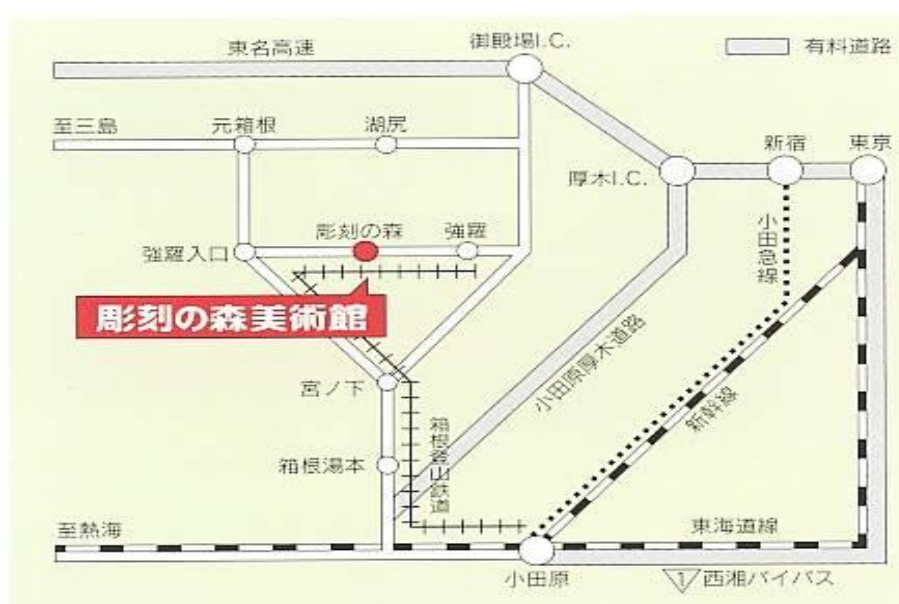 御殿場I.C.
東名高速
有料道路
至三島
元箱根
湖尻
新宿
東京
厚木I.C.
彫刻の森
強羅
強羅入口
小田急線
彫刻の森美術館
小田原厚木道路
宮ノ下
新幹線
箱根登山鉄道
箱根湯本
至熱海
東海道線
小田原
1 西湘バイパス